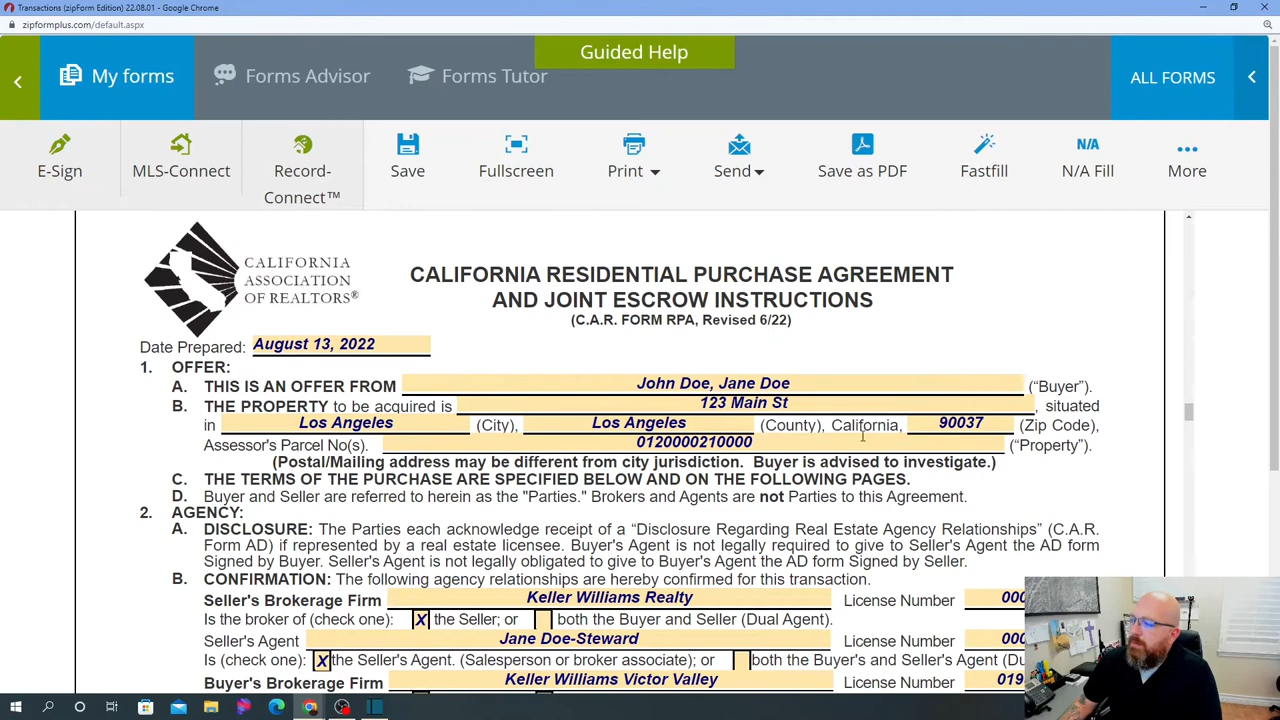 Transactions (zipForm Edition) 22.08.01 - Google Chrome
zipformplus.com/default.aspx
Guided Help
My forms
Forms Advisor
Forms Tutor
ALL FORMS
E-Sign
MLS-Connect
Record-Connect™
Save
Fullscreen
Print
Send
Save as PDF
Fastfill
N/A
N/A Fill
More
CALIFORNIA
ASSOCIATION
OF REALTORS®
CALIFORNIA RESIDENTIAL PURCHASE AGREEMENT
AND JOINT ESCROW INSTRUCTIONS
(C.A.R. FORM RPA, Revised 6/22)
Date Prepared: August 13, 2022
1. OFFER:
A. THIS IS AN OFFER FROM John Doe, Jane Doe (“Buyer”).
B. THE PROPERTY to be acquired is 123 Main St, situated
in Los Angeles (City), Los Angeles (County), California, 90037 (Zip Code),
Assessor's Parcel No(s). 0120000210000 (“Property”).
(Postal/Mailing address may be different from city jurisdiction. Buyer is advised to investigate.)
C. THE TERMS OF THE PURCHASE ARE SPECIFIED BELOW AND ON THE FOLLOWING PAGES.
D. Buyer and Seller are referred to herein as the "Parties." Brokers and Agents are not Parties to this Agreement.
2. AGENCY:
A. DISCLOSURE: The Parties each acknowledge receipt of a “Disclosure Regarding Real Estate Agency Relationships” (C.A.R.
Form AD) if represented by a real estate licensee. Buyer's Agent is not legally required to give to Seller's Agent the AD form
Signed by Buyer. Seller's Agent is not legally obligated to give to Buyer's Agent the AD form Signed by Seller.
B. CONFIRMATION: The following agency relationships are hereby confirmed for this transaction.
Seller's Brokerage Firm Keller Williams Realty License Number 000
Is the broker of (check one): X the Seller; or both the Buyer and Seller (Dual Agent).
Seller's Agent Jane Doe-Steward License Number 000
Is (check one): X the Seller's Agent. (Salesperson or broker associate); or both the Buyer's and Seller's Agent (Du
Buyer's Brokerage Firm Keller Williams Victor Valley License Number 019